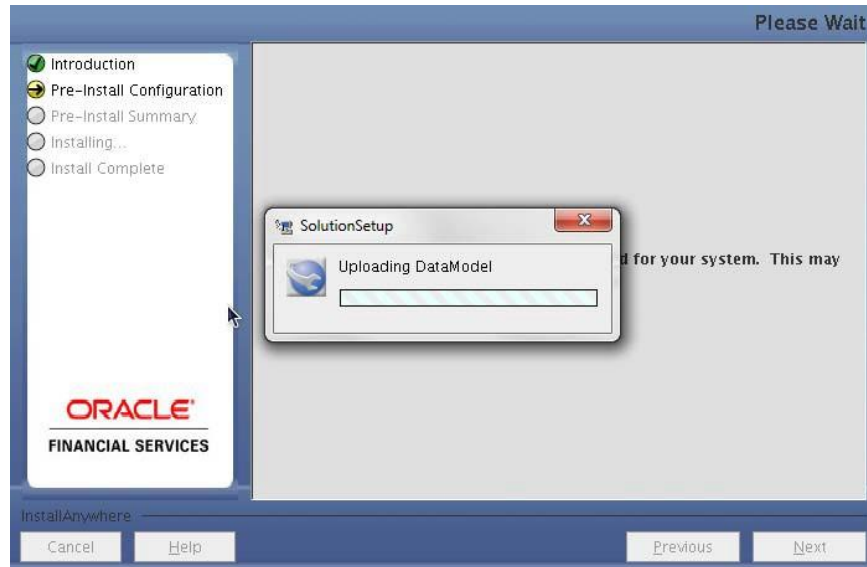 Please Wait
Introduction
Pre-Install Configuration
Pre-Install Summary
Installing...
Install Complete
SolutionSetup
Uploading DataModel
d for your system. This may
ORACLE
FINANCIAL SERVICES
InstallAnywhere
Cancel
Help
Previous
Next